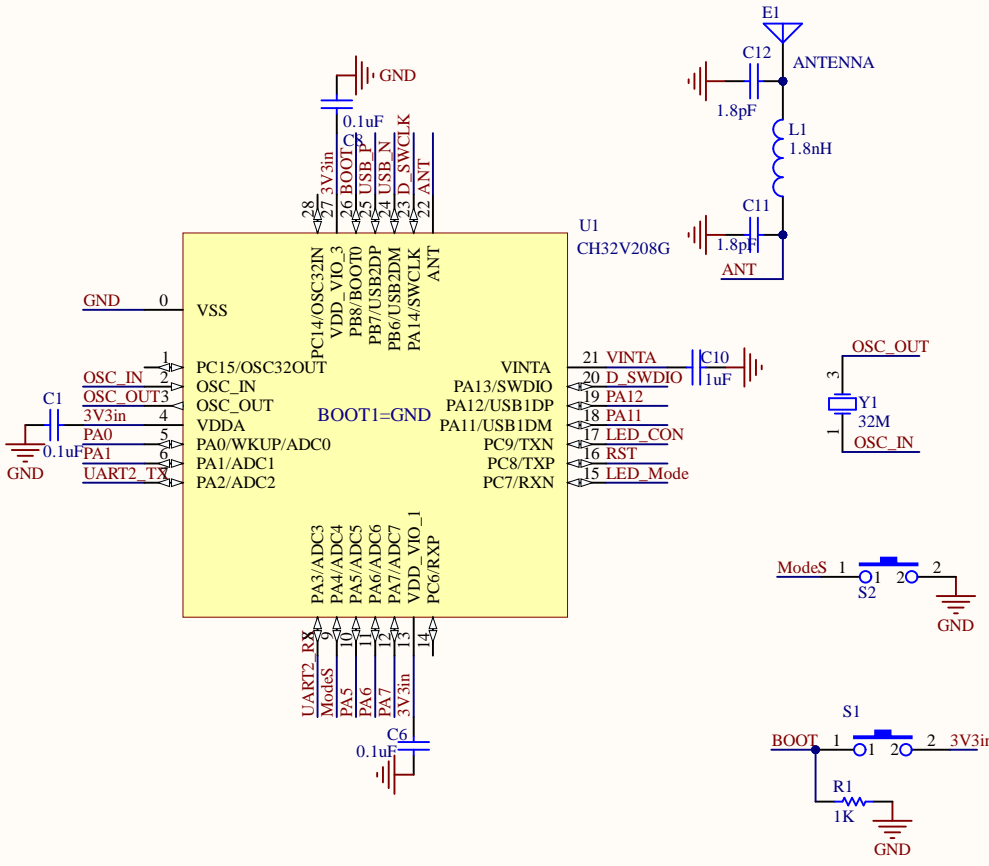 E1
C12
ANTENNA
1.8pF
L1
1.8nH
C11
1.8pF
ANT
GND
0.1uF
C8
3V3in
BOOT
USB_P
USB_N
D_SWCLK
ANT
28
27
26
25
24
23
22
U1
CH32V208G
PC14/OSC32IN
VDD_VIO_3
PB8/BOOT0
PB7/USB2DP
PB6/USB2DM
PA14/SWCLK
ANT
GND 0 VSS
1 PC15/OSC32OUT
OSC_IN 2 OSC_IN
OSC_OUT 3 OSC_OUT
3V3in 4 VDDA
PA0 5 PA0/WKUP/ADC0
PA1 6 PA1/ADC1
UART2_TX 7 PA2/ADC2
C1
0.1uF
GND
BOOT1=GND
VINTA 21 VINTA
PA13/SWDIO 20 D_SWDIO
PA12/USB1DP 19 PA12
PA11/USB1DM 18 PA11
PC9/TXN 17 LED_CON
PC8/TXP 16 RST
PC7/RXN 15 LED_Mode
C10
1uF
PA3/ADC3
PA4/ADC4
PA5/ADC5
PA6/ADC6
PA7/ADC7
VDD_VIO_1
PC6/RXP
8
9
10
11
12
13
14
UART2_RX
ModeS
PA5
PA6
PA7
3V3in
C6
0.1uF
GND
OSC_OUT
3
Y1
32M
1
OSC_IN
ModeS 1 1 2 2
S2
GND
S1
BOOT 1 1 2 2 3V3in
R1
1K
GND